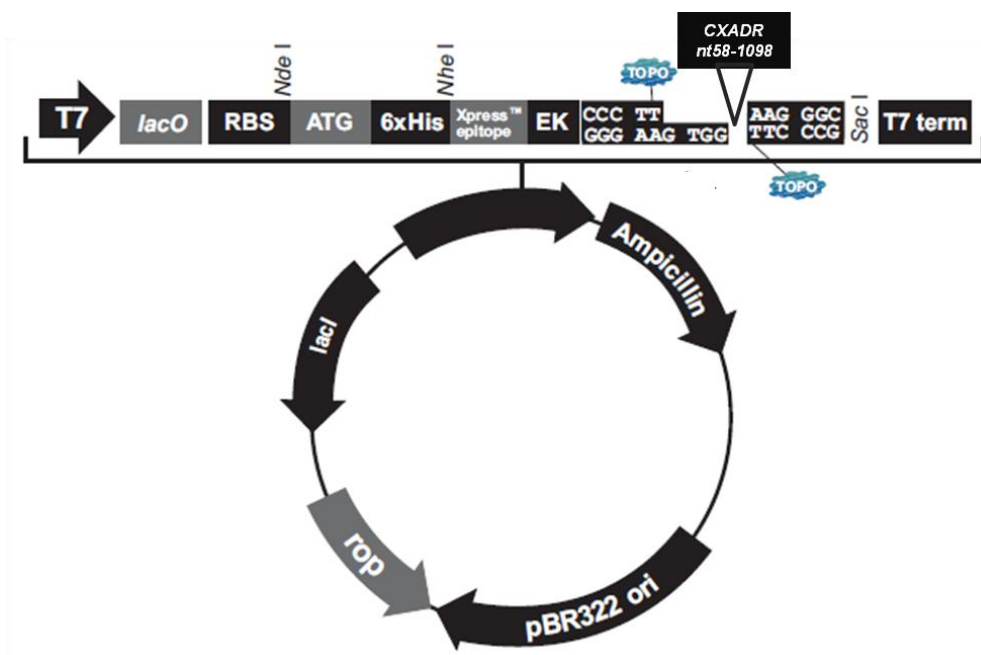 CXADR
nt58-1098
Nde I
Nhe I
TOPO
T7
lacO
RBS
ATG
6xHis
Xpress™
epitope
EK
CCC TT
GGG AAG TGG
AAG GGC
TTC CCG
Sac I
T7 term
TOPO
Ampicillin
lacI
rop
pBR322 ori